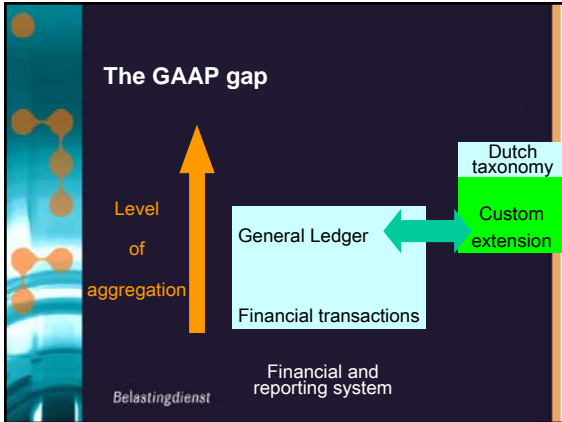 The GAAP gap
Dutch
taxonomy
Custom
extension
Level
of
aggregation
General Ledger
Financial transactions
Financial and
reporting system
Belastingdienst